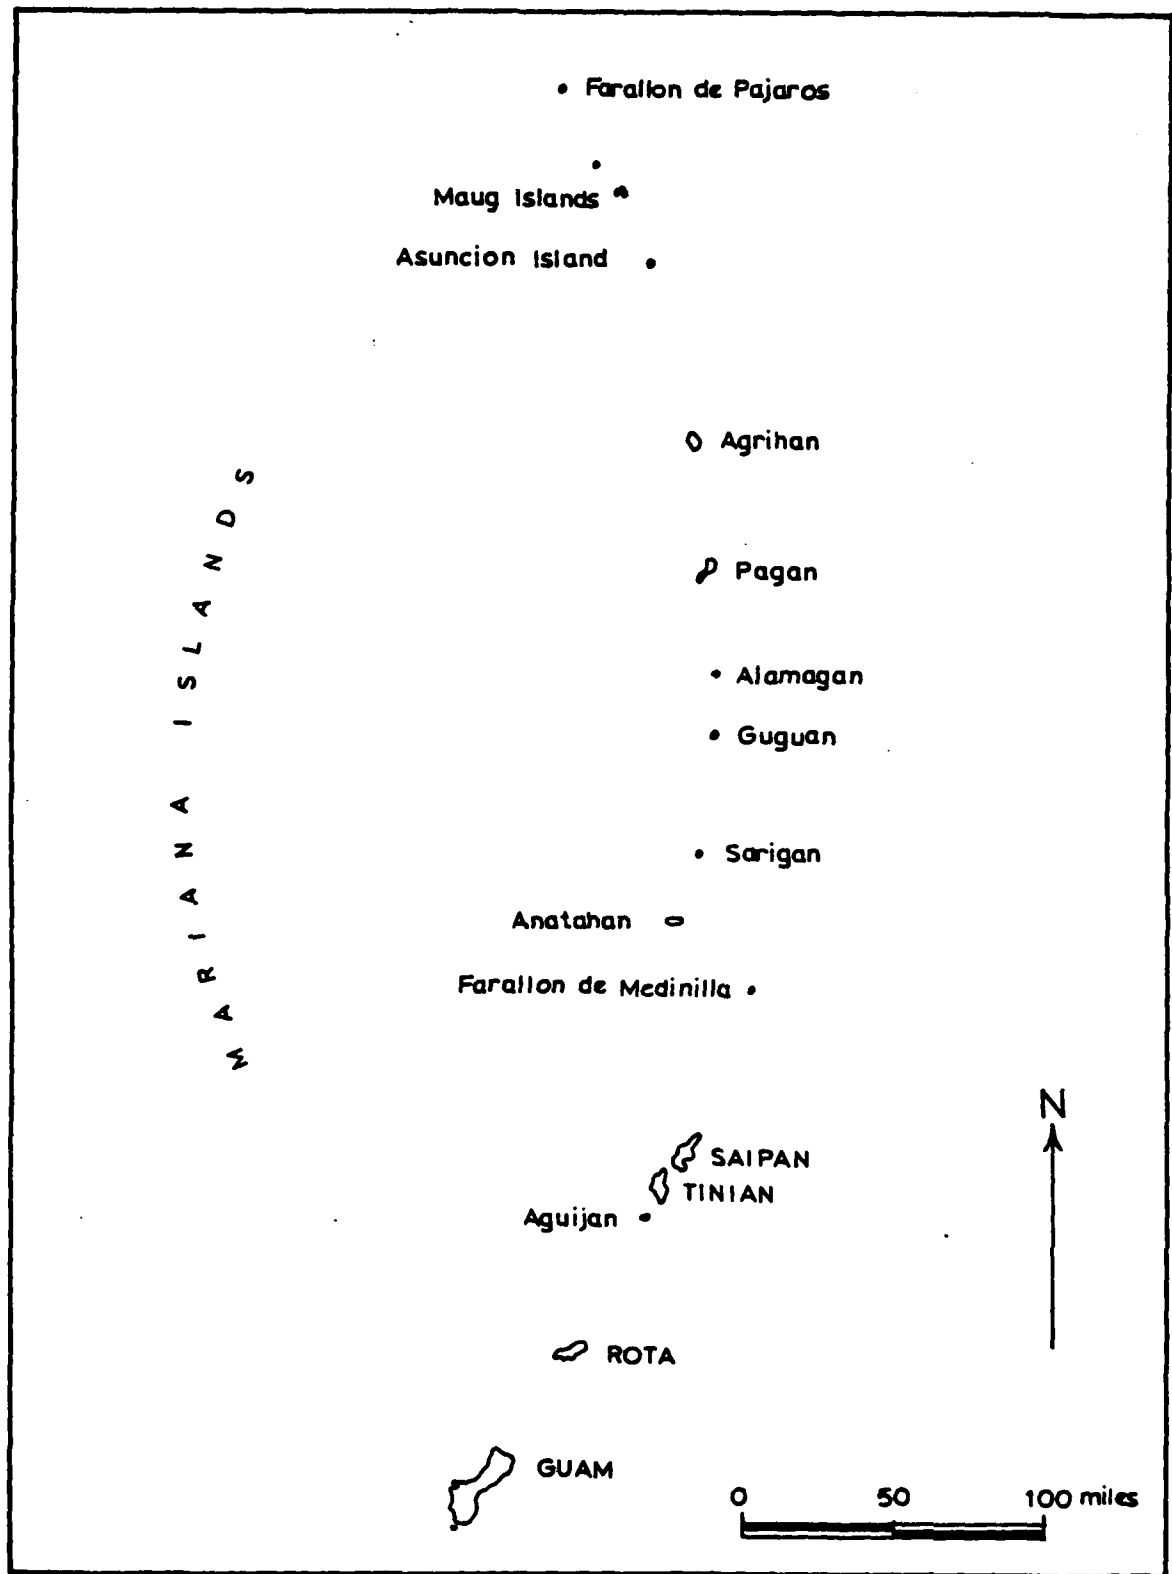 Farallon de Pajaros
Maug Islands
Asuncion Island
Agrihan
MARIANA ISLANDS
Pagan
Alamagan
Guguan
Sarigan
Anatahan
Farallon de Medinilla
N
SAIPAN
TINIAN
Aguijan
ROTA
GUAM
0 50 100 miles